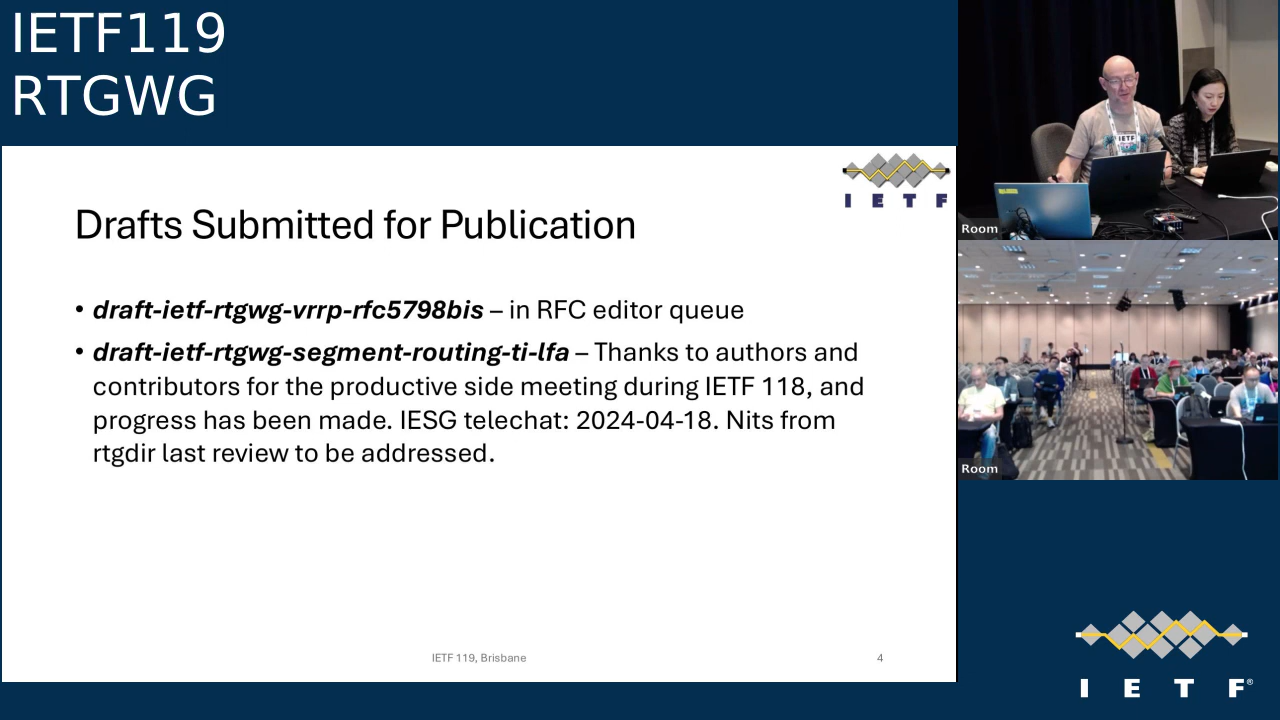 IETF119
RTGWG
I E T F
Drafts Submitted for Publication
• draft-ietf-rtgwg-vrrp-rfc5798bis – in RFC editor queue
• draft-ietf-rtgwg-segment-routing-ti-lfa – Thanks to authors and
contributors for the productive side meeting during IETF 118, and
progress has been made. IESG telechat: 2024-04-18. Nits from
rtgdir last review to be addressed.
IETF 119, Brisbane
4
IETF
Room
Room
I E T F®